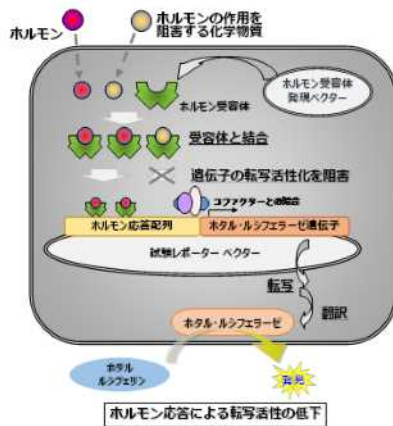 ホルモン
ホルモンの作用を
阻害する化学物質
ホルモン受容体
ホルモン受容体
発現ベクター
受容体と結合
遺伝子の転写活性化を阻害
コファクターとの結合
ホルモン応答配列
ホタル・ルシフェラーゼ遺伝子
試験レポーター ベクター
転写
翻訳
ホタル・ルシフェラーゼ
ホタル
ルシフェリン
発光
ホルモン応答による転写活性の低下